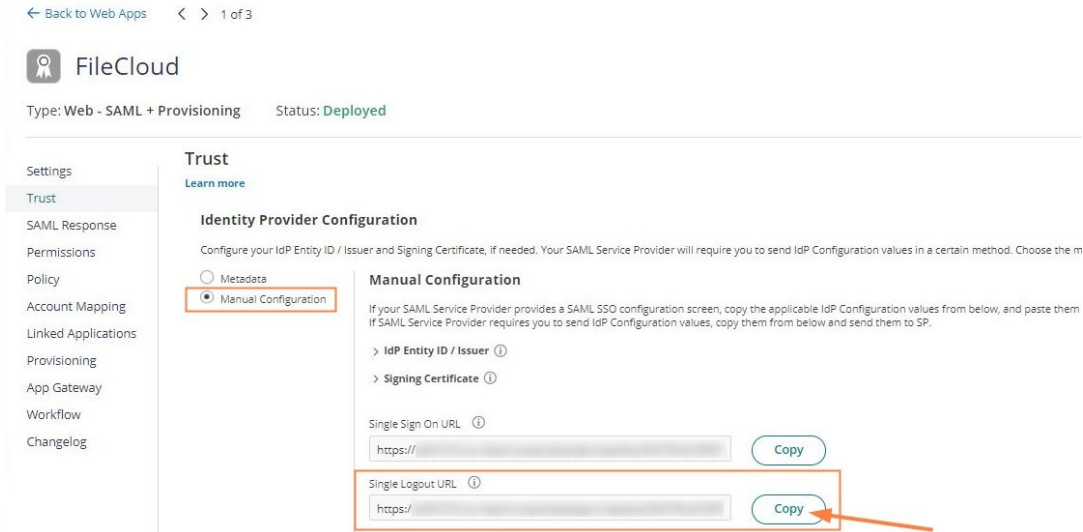 ← Back to Web Apps < > 1 of 3
FileCloud
Type: Web - SAML + Provisioning Status: Deployed
Settings
Trust
SAML Response
Permissions
Policy
Account Mapping
Linked Applications
Provisioning
App Gateway
Workflow
Changelog
Trust
Learn more
Identity Provider Configuration
Configure your IdP Entity ID / Issuer and Signing Certificate, if needed. Your SAML Service Provider will require you to send IdP Configuration values in a certain method. Choose the m
Metadata
Manual Configuration
Manual Configuration
If your SAML Service Provider provides a SAML SSO configuration screen, copy the applicable IdP Configuration values from below, and paste them
If SAML Service Provider requires you to send IdP Configuration values, copy them from below and send them to SP.
> IdP Entity ID / Issuer
> Signing Certificate
Single Sign On URL
https:// Copy
Single Logout URL
https:/ Copy